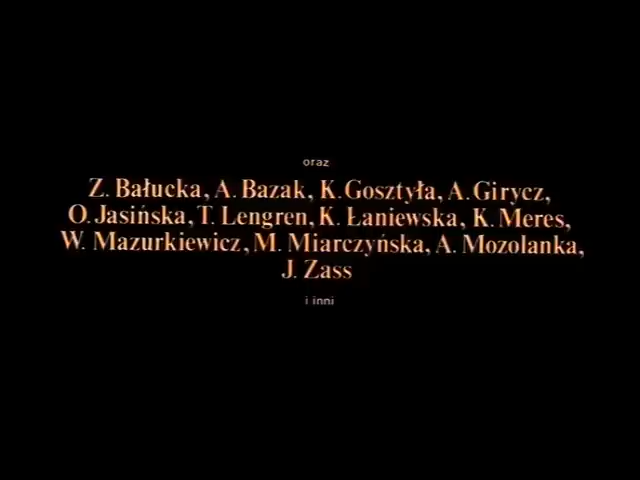 oraz
Z. Bałucka, A. Bazak, K. Gosztyła, A. Girycz,
O. Jasińska, T. Lengren, K. Łaniewska, K. Meres,
W. Mazurkiewicz, M. Miarczyńska, A. Mozolanka,
J. Zass
i inni